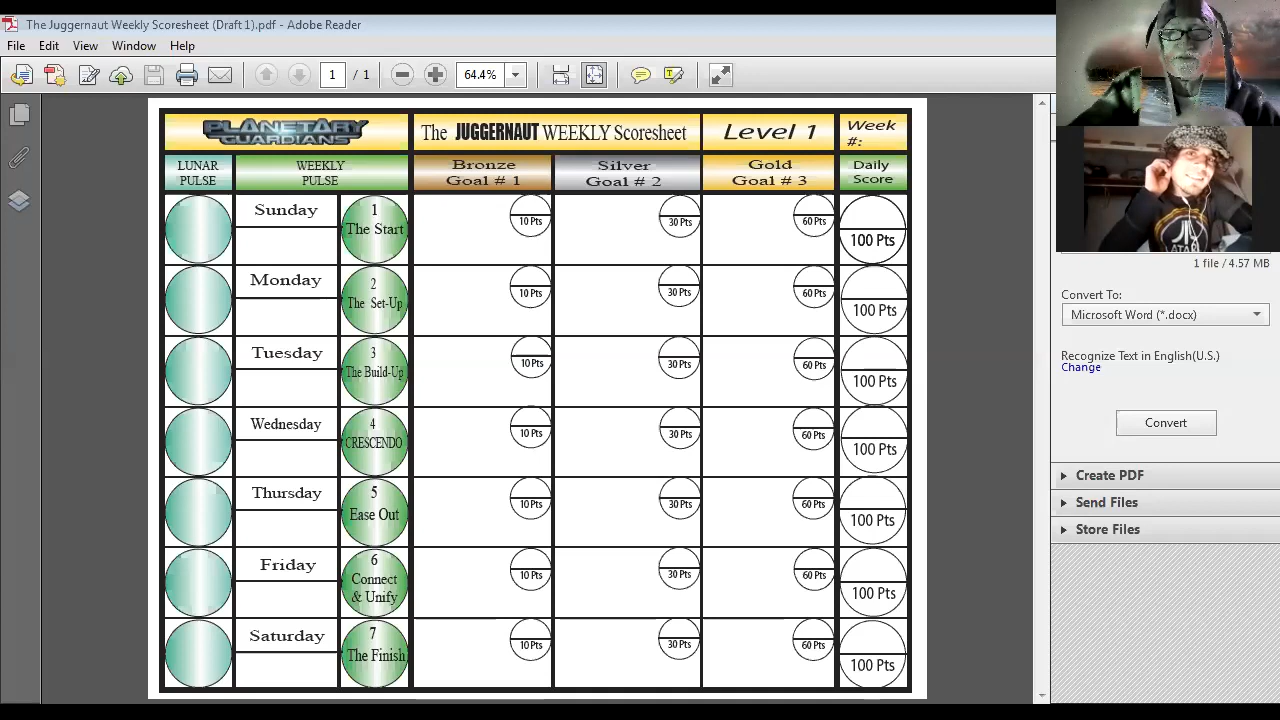 The Juggernaut Weekly Scoresheet (Draft 1).pdf - Adobe Reader
File Edit View Window Help
1 / 1 64.4%
PLANETARY
GUARDIANS
The JUGGERNAUT WEEKLY Scoresheet
Level 1
Week
#:
LUNAR
PULSE
WEEKLY
PULSE
Bronze
Goal # 1
Silver
Goal # 2
Gold
Goal # 3
Daily
Score
Sunday
1
The Start
10 Pts
30 Pts
60 Pts
100 Pts
Monday
2
The Set-Up
10 Pts
30 Pts
60 Pts
100 Pts
Tuesday
3
The Build-Up
10 Pts
30 Pts
60 Pts
100 Pts
Wednesday
4
CRESCENDO
10 Pts
30 Pts
60 Pts
100 Pts
Thursday
5
Ease Out
10 Pts
30 Pts
60 Pts
100 Pts
Friday
6
Connect
& Unify
10 Pts
30 Pts
60 Pts
100 Pts
Saturday
7
The Finish
10 Pts
30 Pts
60 Pts
100 Pts
1 file / 4.57 MB
Convert To:
Microsoft Word (*.docx)
Recognize Text in English(U.S.)
Change
Convert
Create PDF
Send Files
Store Files